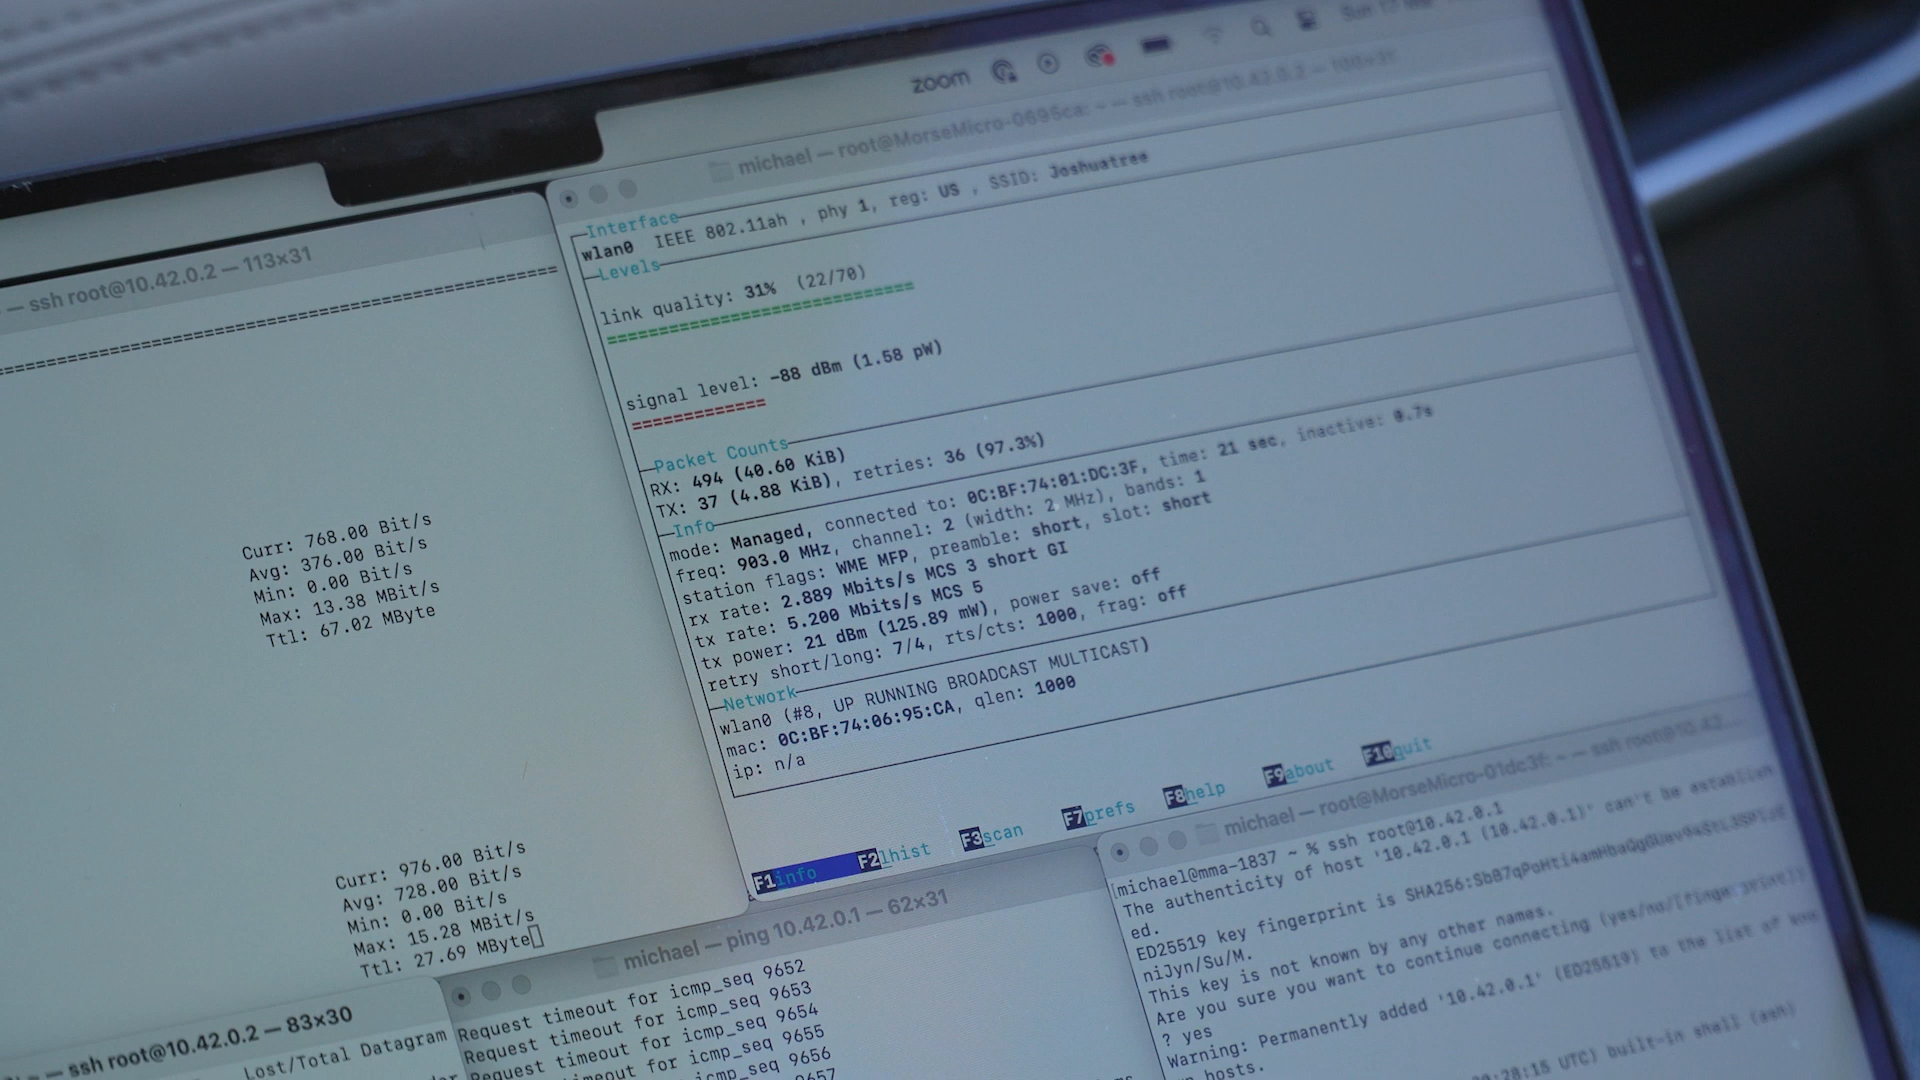 zoom
michael — root@MorseMicro-0695ca: ~ — ssh root@10.42.0.2 — 100×31
Interface
wlan0 IEEE 802.11ah , phy 1, reg: US , SSID: Joshuatree
Levels
link quality: 31% (22/70)
==============================
signal level: -88 dBm (1.58 pW)
=============
Packet Counts
RX: 494 (40.60 KiB)
TX: 37 (4.88 KiB), retries: 36 (97.3%)
Info
mode: Managed, connected to: 0C:BF:74:01:DC:3F, time: 21 sec, inactive: 0.7s
freq: 903.0 MHz, channel: 2 (width: 2 MHz), bands: 1
station flags: WME MFP, preamble: short, slot: short
rx rate: 2.889 Mbits/s MCS 3 short GI
tx rate: 5.200 Mbits/s MCS 5
tx power: 21 dBm (125.89 mW), power save: off
retry short/long: 7/4, rts/cts: 1000, frag: off
Network
wlan0 (#8, UP RUNNING BROADCAST MULTICAST)
mac: 0C:BF:74:06:95:CA, qlen: 1000
ip: n/a
F1info F2lhist F3scan F7prefs F8help F9about F10quit
— ssh root@10.42.0.2 — 113×31
Curr: 768.00 Bit/s
Avg: 376.00 Bit/s
Min: 0.00 Bit/s
Max: 13.38 MBit/s
Ttl: 67.02 MByte
Curr: 976.00 Bit/s
Avg: 728.00 Bit/s
Min: 0.00 Bit/s
Max: 15.28 MBit/s
Ttl: 27.69 MByte
— ssh root@10.42.0.2 — 83×30
Lost/Total Datagram
michael — ping 10.42.0.1 — 62×31
Request timeout for icmp_seq 9652
Request timeout for icmp_seq 9653
Request timeout for icmp_seq 9654
Request timeout for icmp_seq 9655
icmp_seq 9656
9657
michael — root@MorseMicro-01dc3f: ~ — ssh root@10.42...
[michael@mma-1837 ~ % ssh root@10.42.0.1
The authenticity of host '10.42.0.1 (10.42.0.1)' can't be establish
ed.
ED25519 key fingerprint is
niJyn/Su/M.
This key is not known by any other names.
Are you sure you want to continue connecting (yes/no/[fingerprint])
? yes
Warning: Permanently added '10.42.0.1' (ED25519) to the list of
hosts.
built-in shell (ash)